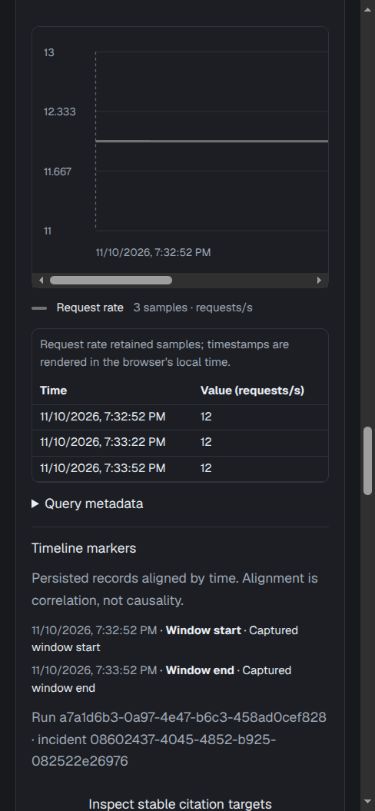 13
12.333
11.667
11
11/10/2026, 7:32:52 PM
Request rate 3 samples · requests/s
Request rate retained samples; timestamps are
rendered in the browser's local time.
Time Value (requests/s)
11/10/2026, 7:32:52 PM 12
11/10/2026, 7:33:22 PM 12
11/10/2026, 7:33:52 PM 12
Query metadata
Timeline markers
Persisted records aligned by time. Alignment is
correlation, not causality.
11/10/2026, 7:32:52 PM · Window start · Captured
window start
11/10/2026, 7:33:52 PM · Window end · Captured
window end
Run a7a1d6b3-0a97-4e47-b6c3-458ad0cef828
· incident 08602437-4045-4852-b925-
082522e26976
Inspect stable citation targets